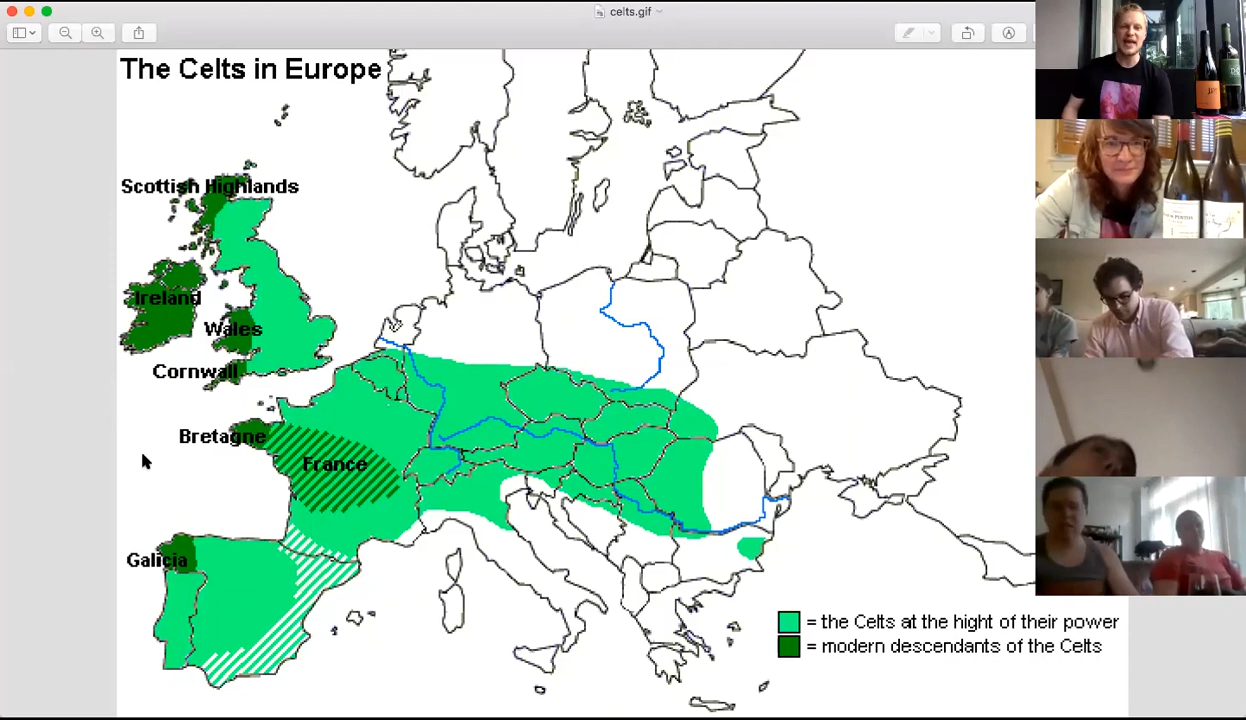 celts.gif
The Celts in Europe
Scottish Highlands
Ireland
Wales
Cornwall
Bretagne
France
Galicia
= the Celts at the hight of their power
= modern descendants of the Celts